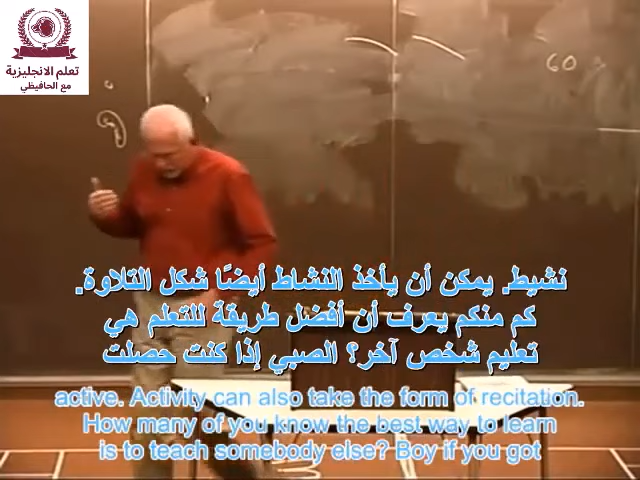 تعلم الانجليزية
مع الحافيظي
60
نشيط. يمكن أن يأخذ النشاط أيضًا شكل التلاوة.
كم منكم يعرف أن أفضل طريقة للتعلم هي
تعليم شخص آخر؟ الصبي إذا كنت حصلت
active. Activity can also take the form of recitation.
How many of you know the best way to learn
is to teach somebody else? Boy if you got